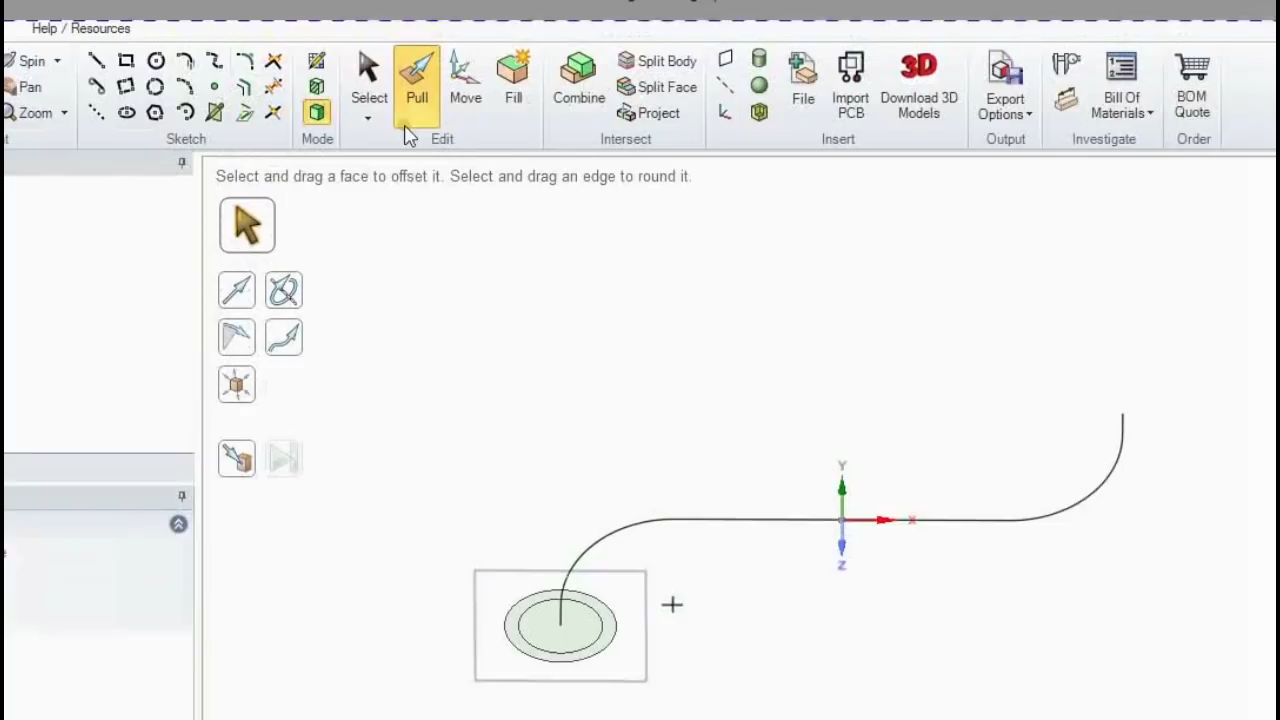 Help / Resources
Spin
Pan
Zoom
Sketch
Mode
Select
Pull
Move
Fill
Edit
Combine
Split Body
Split Face
Project
Intersect
File
Import PCB
Download 3D Models
3D
Insert
Export Options
Output
Bill Of Materials
Investigate
BOM Quote
Order
Select and drag a face to offset it. Select and drag an edge to round it.
Y
X
Z